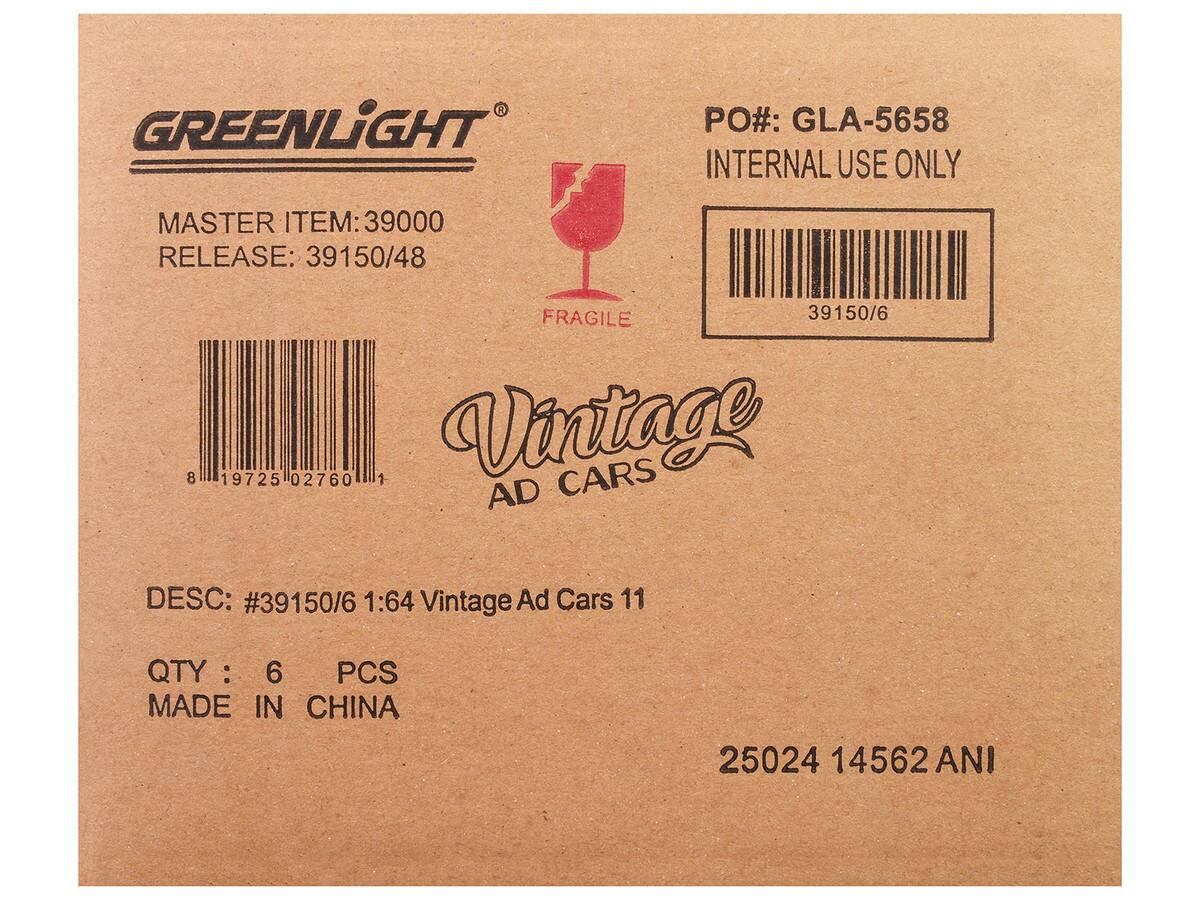 GREENLiGHT®
MASTER ITEM: 39000
RELEASE: 39150/48
FRAGILE
PO#: GLA-5658
INTERNAL USE ONLY
39150/6
8 19725 02760 1
Vintage
AD CARS
DESC: #39150/6 1:64 Vintage Ad Cars 11
QTY : 6 PCS
MADE IN CHINA
25024 14562 ANI